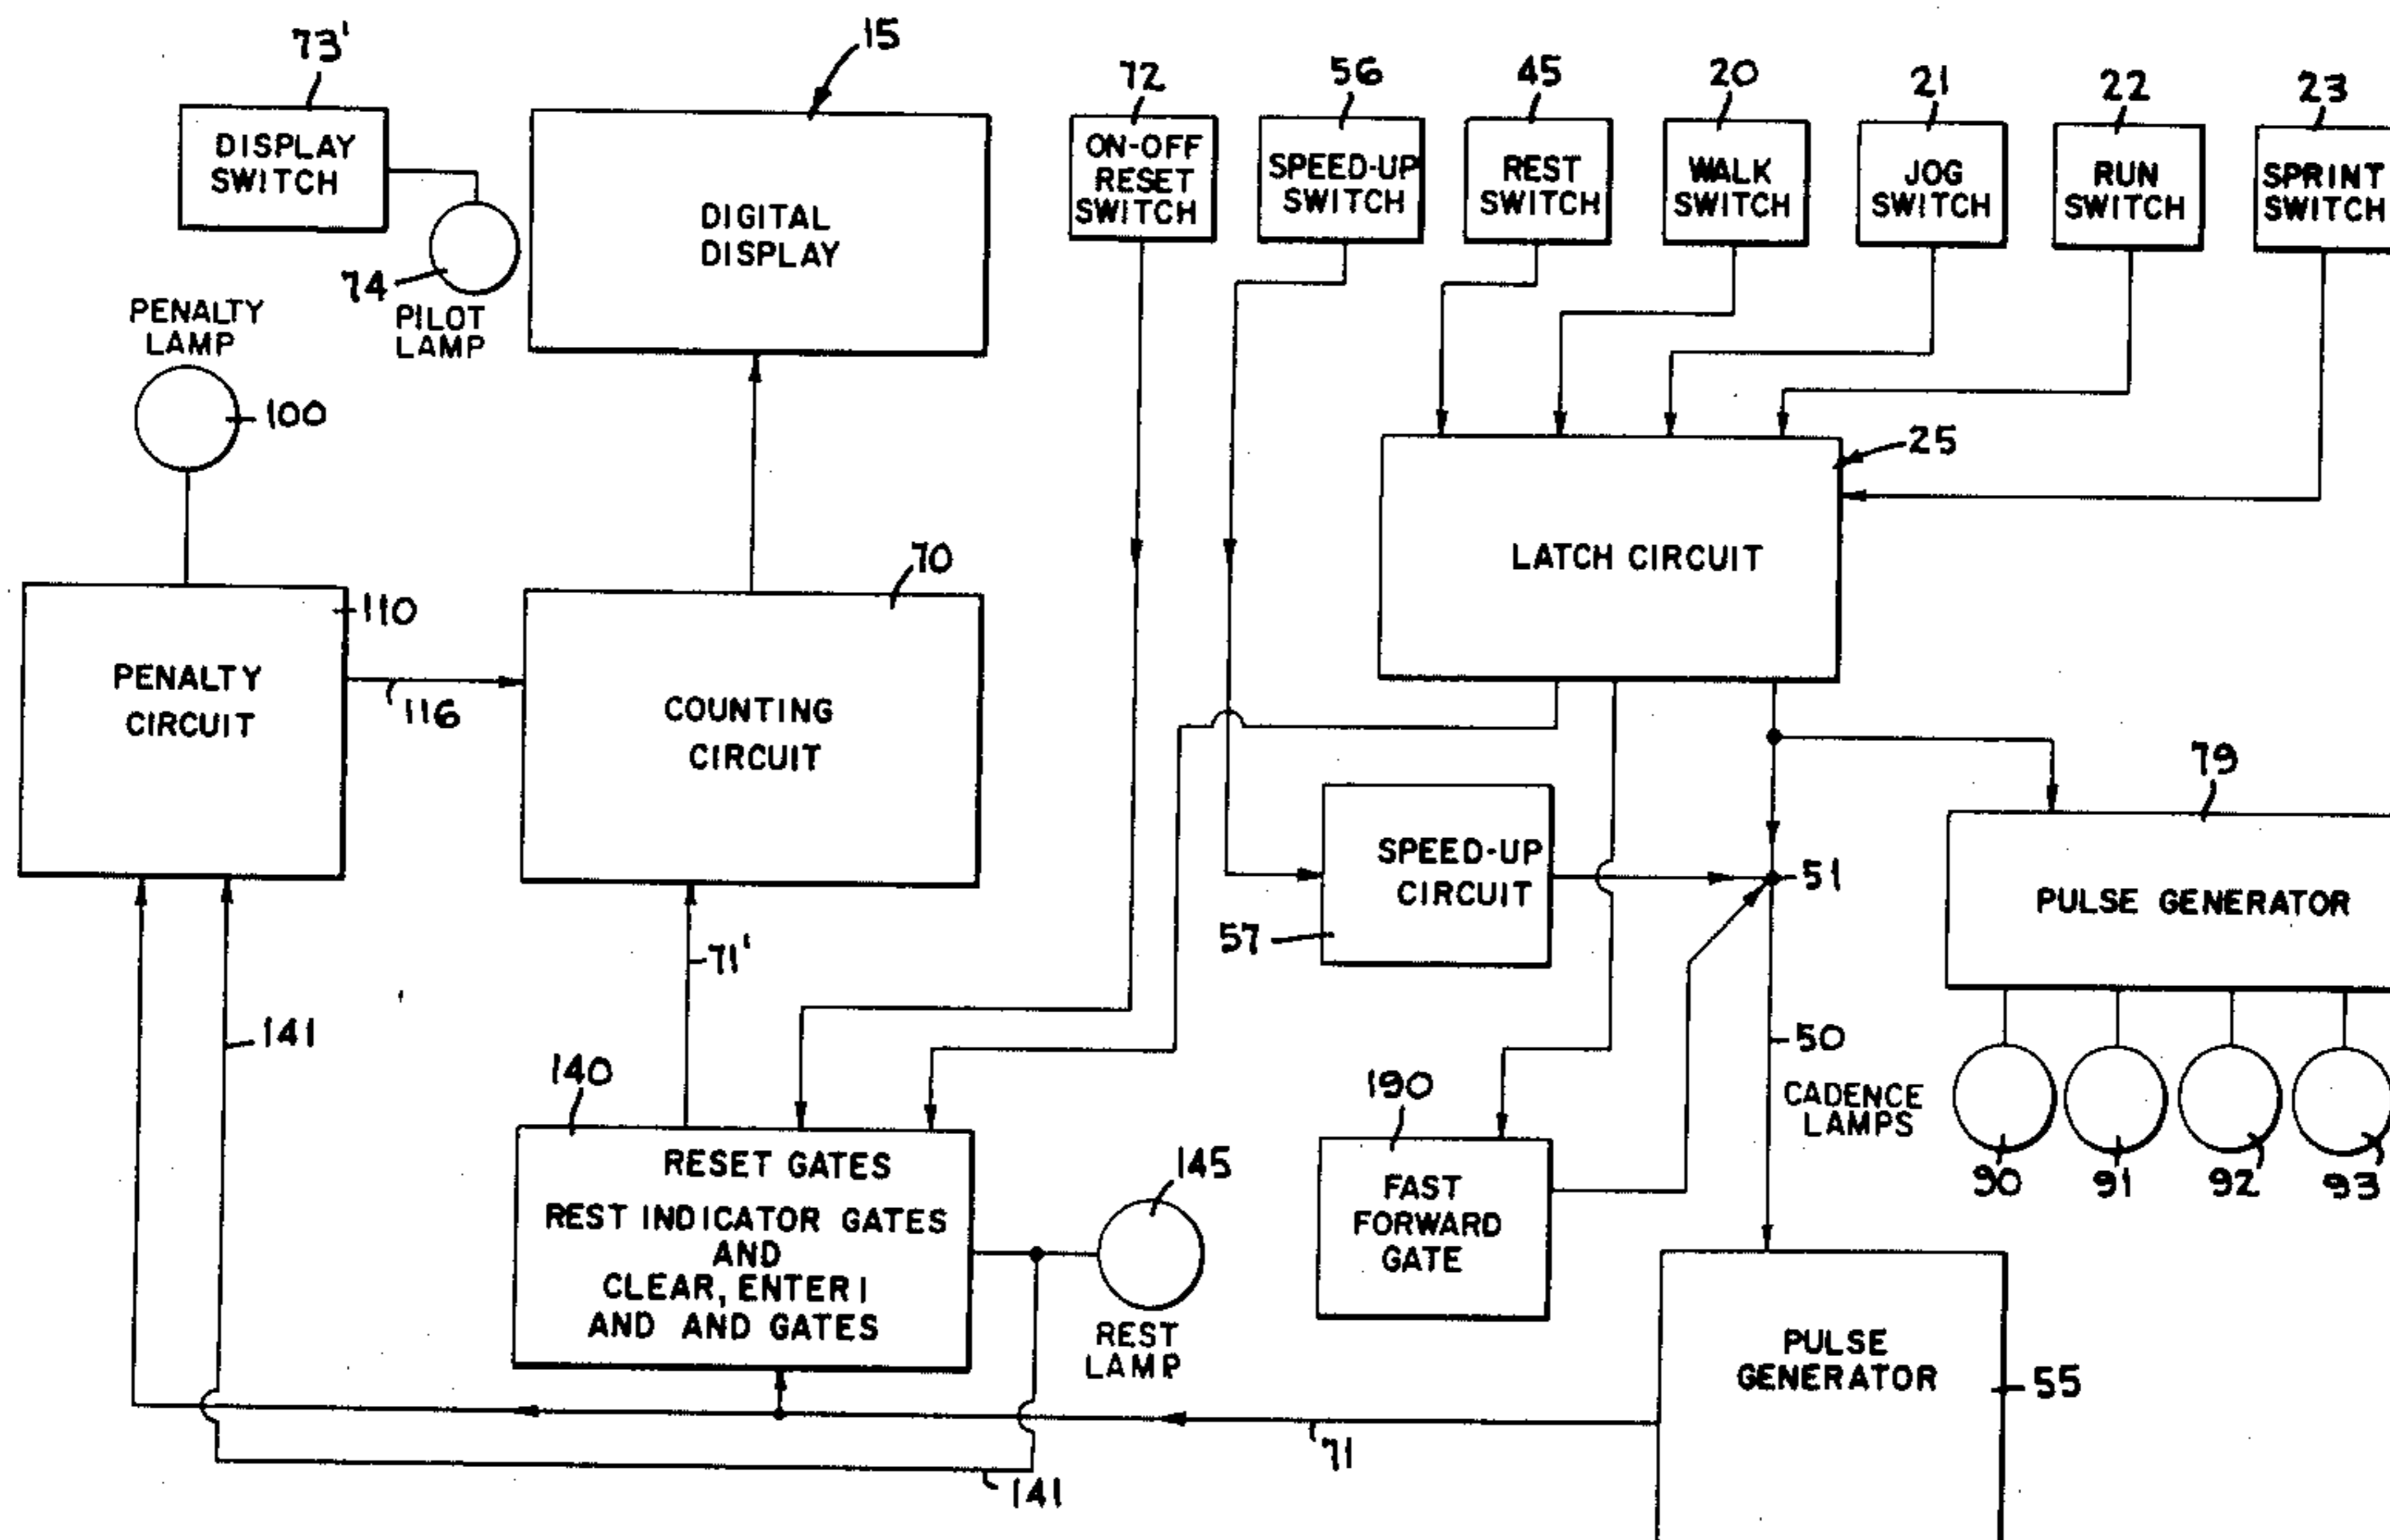 73'
15
72
56
45
20
21
22
23
DISPLAY
SWITCH
DIGITAL
DISPLAY
ON-OFF
RESET
SWITCH
SPEED-UP
SWITCH
REST
SWITCH
WALK
SWITCH
JOG
SWITCH
RUN
SWITCH
SPRINT
SWITCH
74
PILOT
LAMP
PENALTY
LAMP
100
25
LATCH CIRCUIT
110
PENALTY
CIRCUIT
116
70
COUNTING
CIRCUIT
79
SPEED-UP
CIRCUIT
57
51
PULSE GENERATOR
71'
141
50
CADENCE
LAMPS
90
91
92
93
140
RESET GATES
REST INDICATOR GATES
AND
CLEAR, ENTER I
AND AND GATES
145
REST
LAMP
190
FAST
FORWARD
GATE
PULSE
GENERATOR
55
71
141